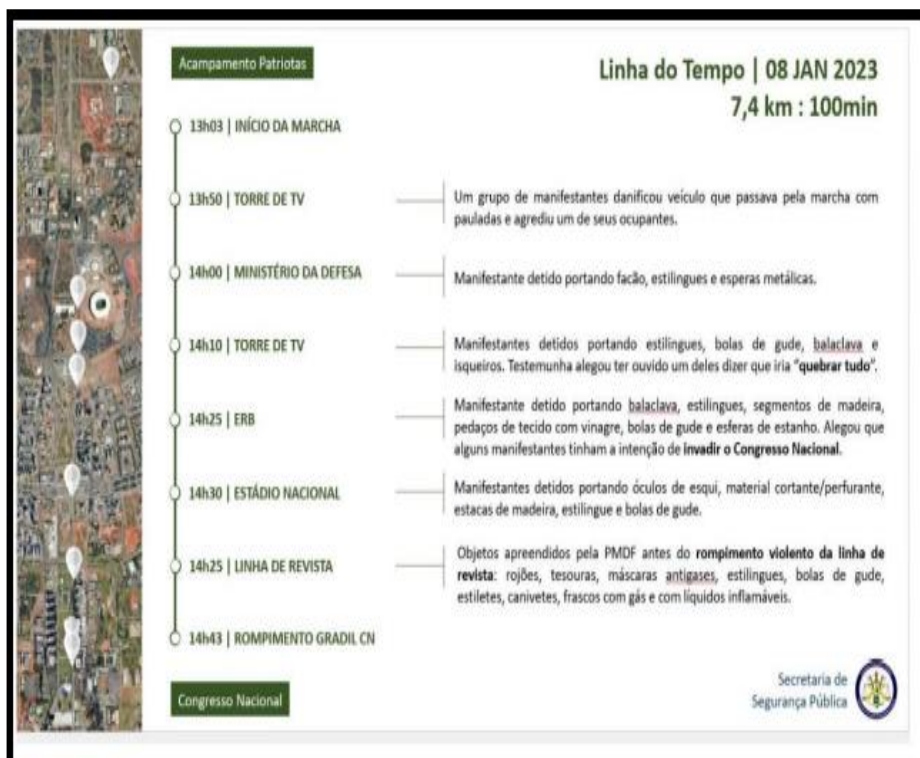 Acampamento Patriotas
Linha do Tempo | 08 JAN 2023
7,4 km : 100min
13h03 | INÍCIO DA MARCHA
13h50 | TORRE DE TV
Um grupo de manifestantes danificou veículo que passava pela marcha com
pauladas e agrediu um de seus ocupantes.
14h00 | MINISTÉRIO DA DEFESA
Manifestante detido portando facão, estilingues e esperas metálicas.
14h10 | TORRE DE TV
Manifestantes detidos portando estilingues, bolas de gude, balaclava e
isqueiros. Testemunha alegou ter ouvido um deles dizer que iria “quebrar tudo”.
14h25 | ERB
Manifestante detido portando balaclava, estilingues, segmentos de madeira,
pedaços de tecido com vinagre, bolas de gude e esferas de estanho. Alegou que
alguns manifestantes tinham a intenção de invadir o Congresso Nacional.
14h30 | ESTÁDIO NACIONAL
Manifestantes detidos portando óculos de esqui, material cortante/perfurante,
estacas de madeira, estilingue e bolas de gude.
14h25 | LINHA DE REVISTA
Objetos apreendidos pela PMDF antes do rompimento violento da linha de
revista: rojões, tesouras, máscaras antigases, estilingues, bolas de gude,
estiletes, canivetes, frascos com gás e com líquidos inflamáveis.
14h43 | ROMPIMENTO GRADIL CN
Congresso Nacional
Secretaria de
Segurança Pública